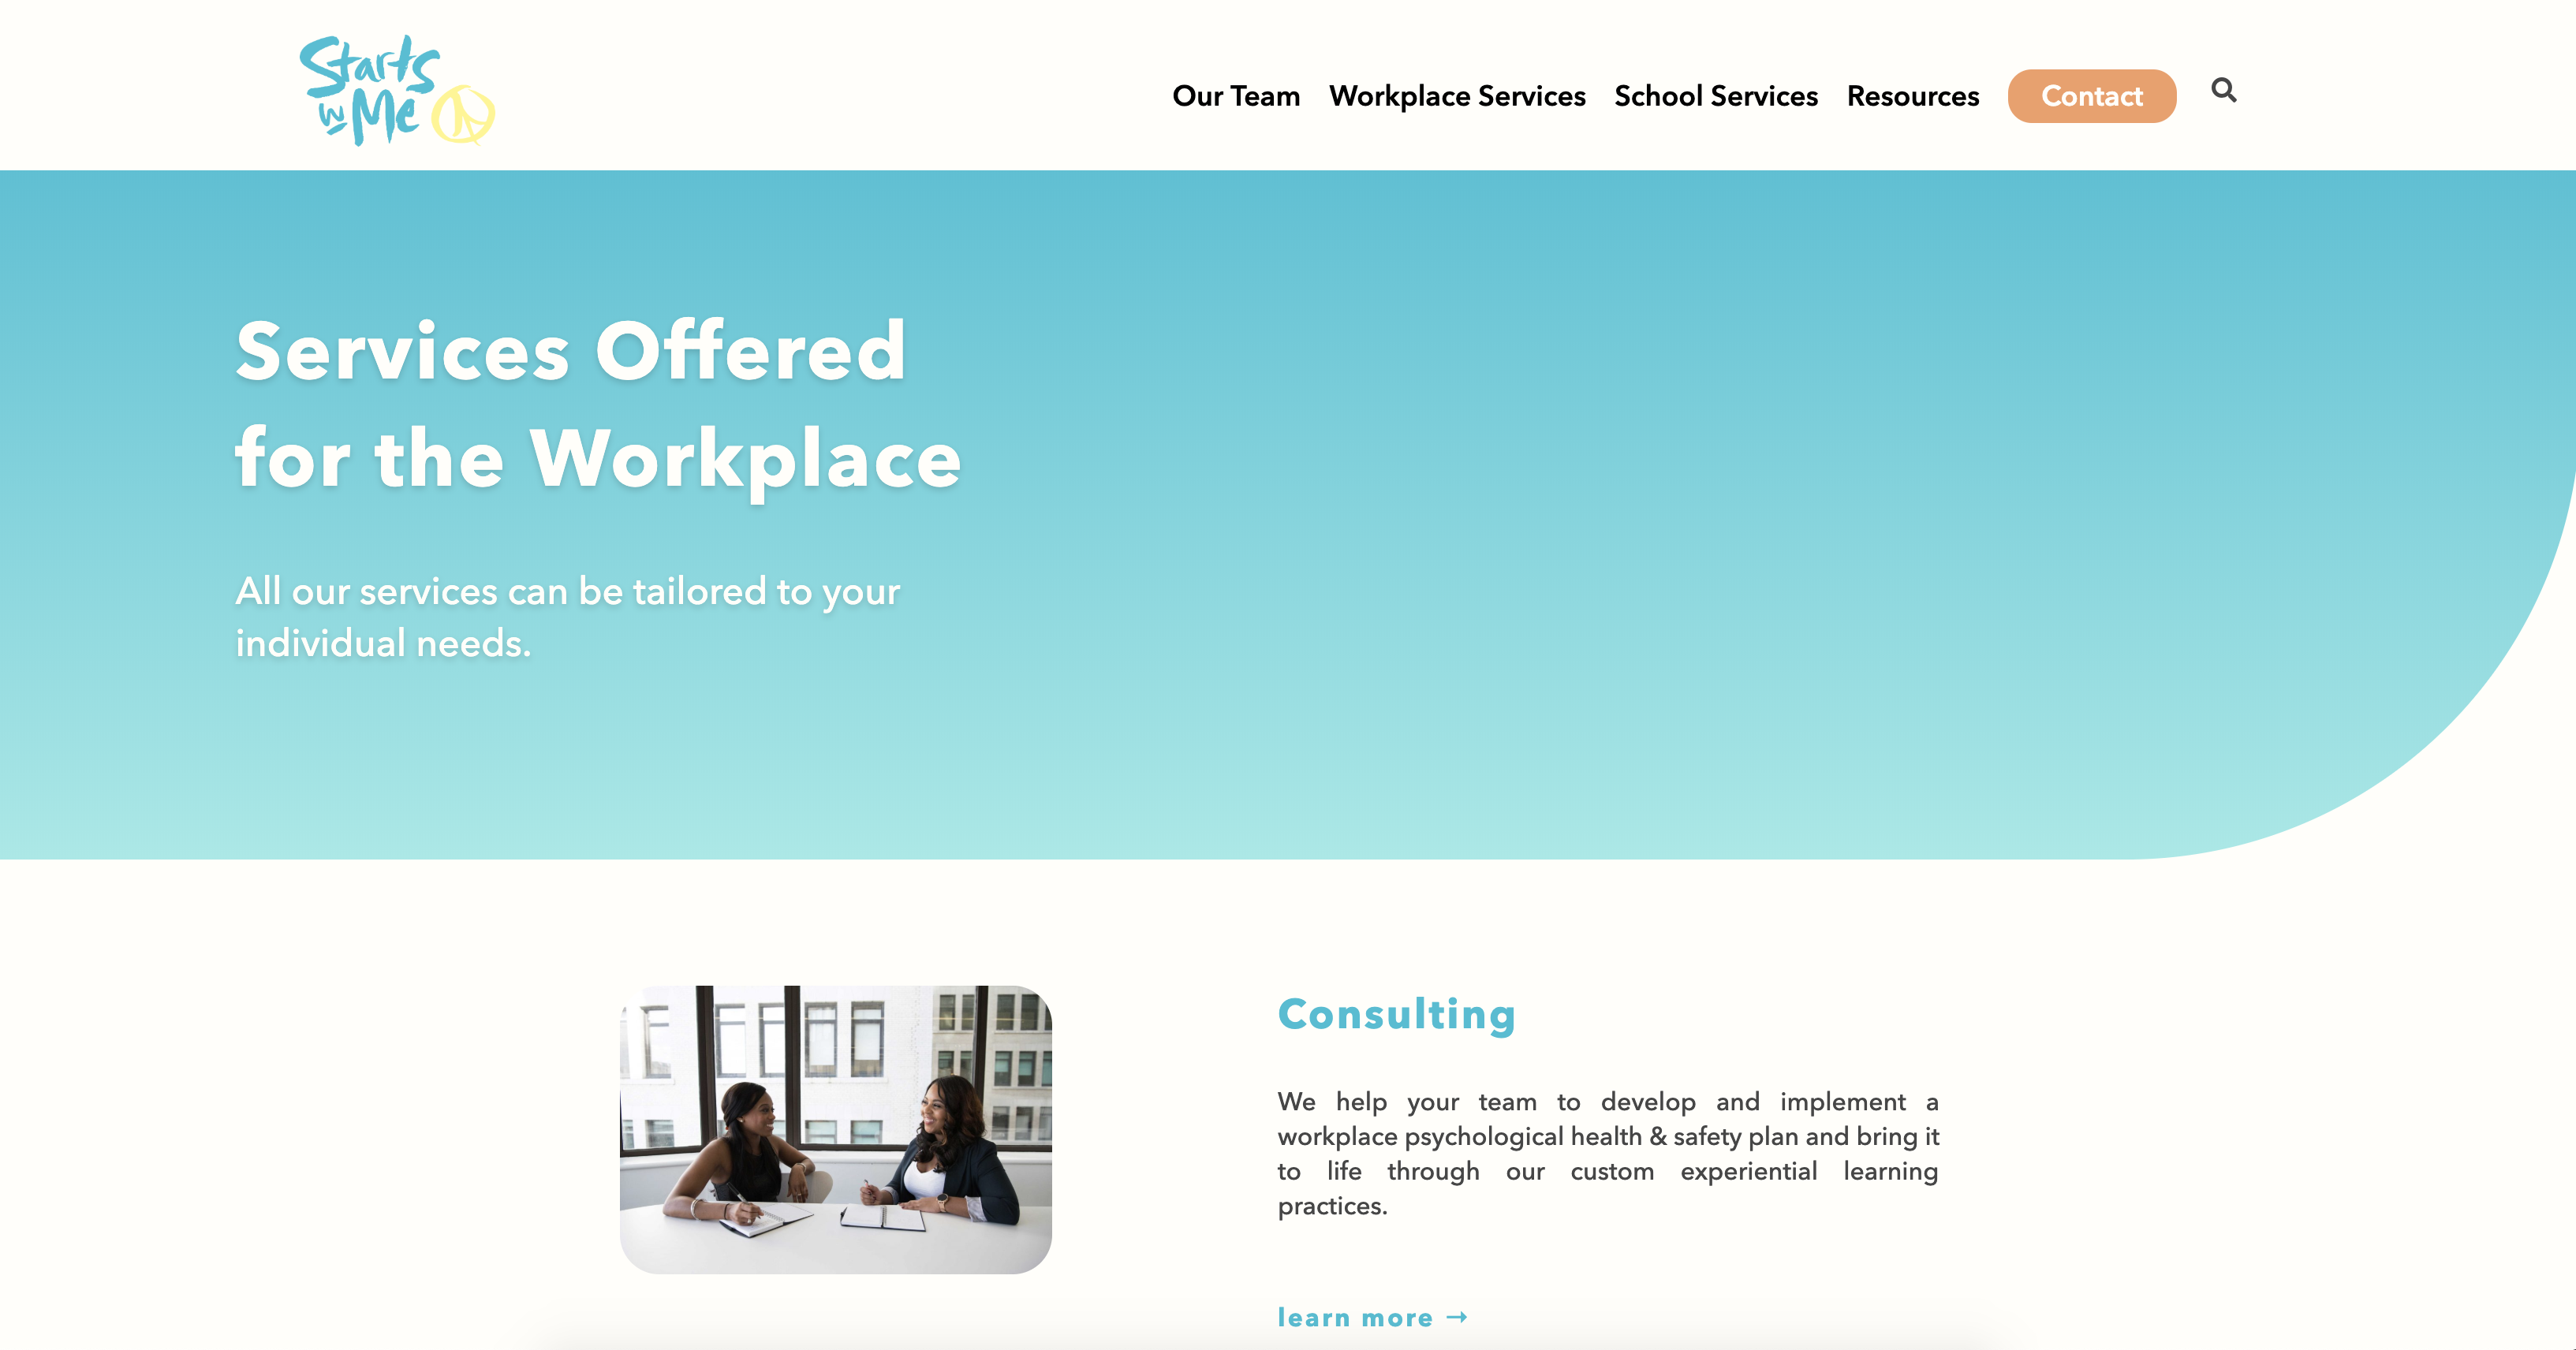 Starts
w Me
Our Team Workplace Services School Services Resources Contact
Services Offered
for the Workplace
All our services can be tailored to your
individual needs.
Consulting
We help your team to develop and implement a
workplace psychological health & safety plan and bring it
to life through our custom experiential learning
practices.
learn more →